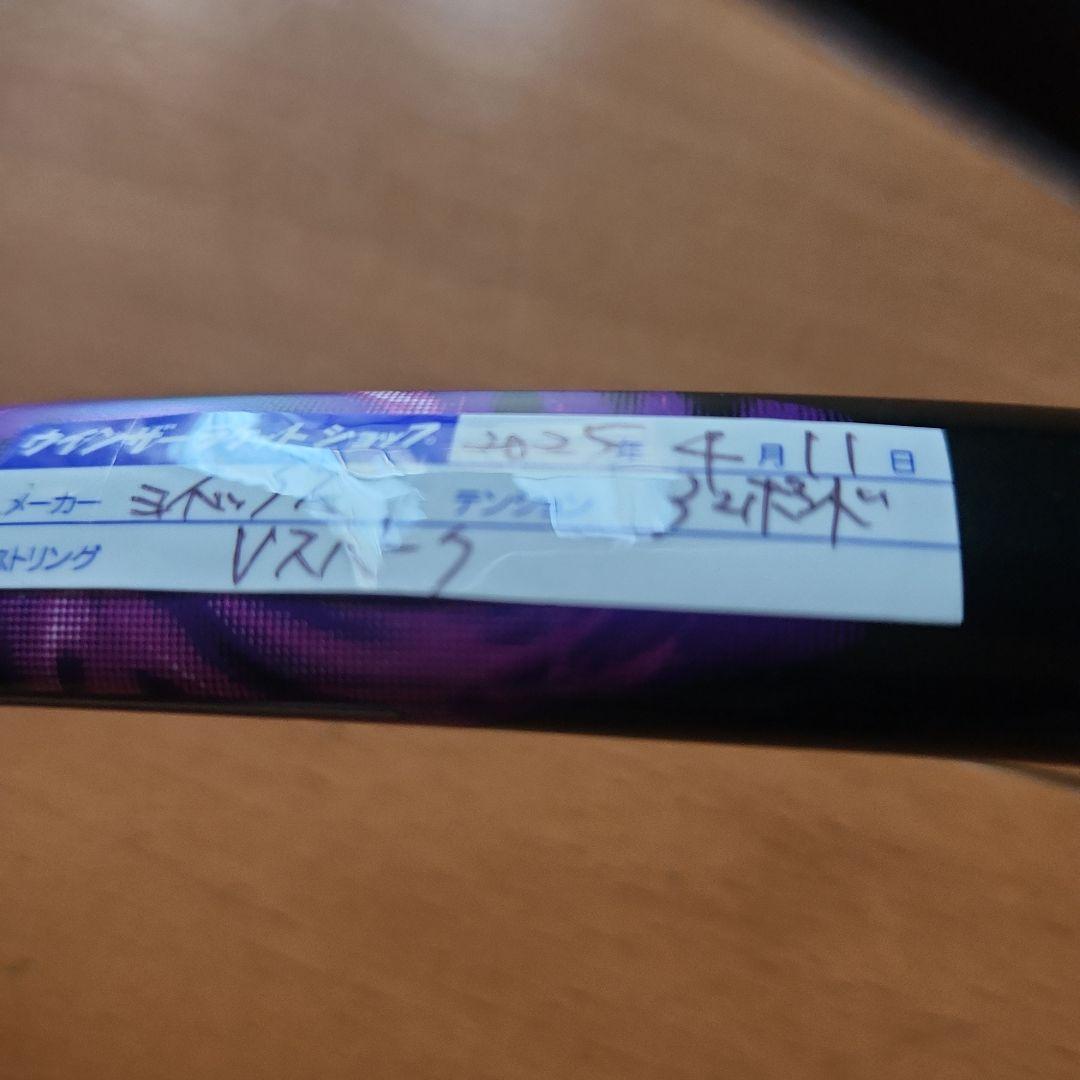 ウインザーラケットショップ 2025年 4月11日
メーカー ヨネックス テンション 32ポンド
ストリング Vスパーク